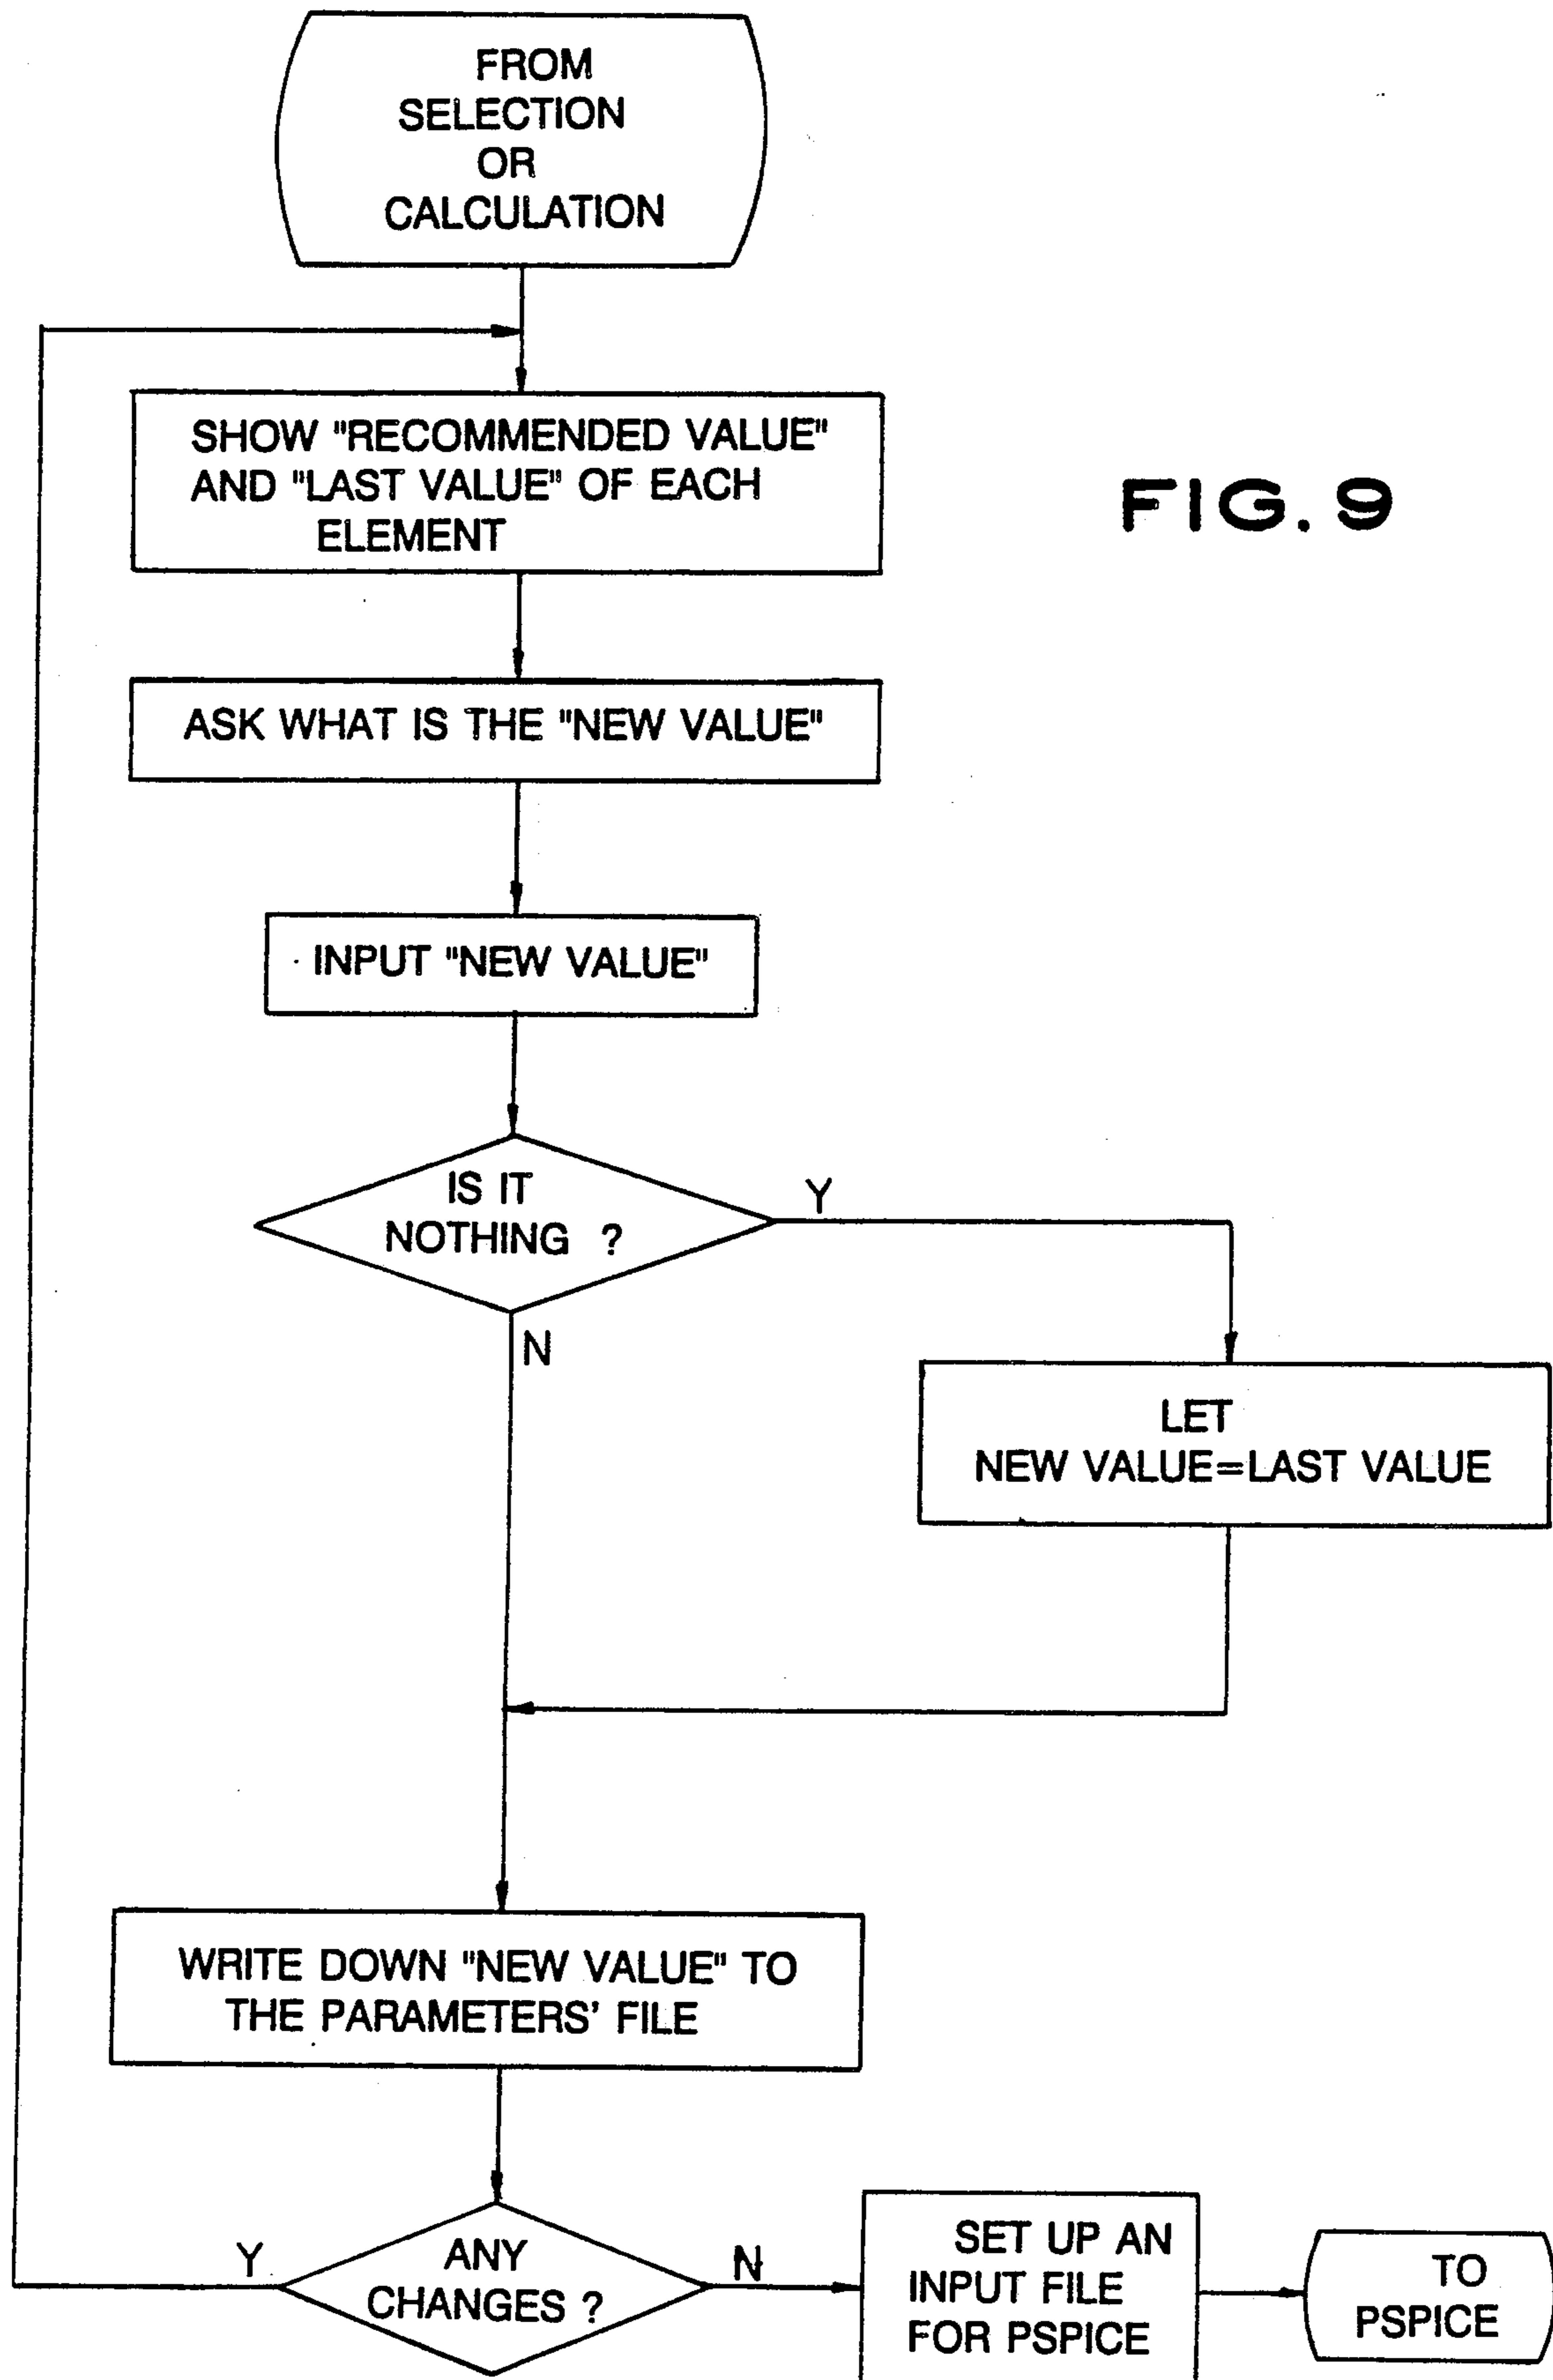 FROM
SELECTION
OR
CALCULATION
SHOW "RECOMMENDED VALUE"
AND "LAST VALUE" OF EACH
ELEMENT
FIG. 9
ASK WHAT IS THE "NEW VALUE"
INPUT "NEW VALUE"
IS IT
NOTHING ?
Y
N
LET
NEW VALUE=LAST VALUE
WRITE DOWN "NEW VALUE" TO
THE PARAMETERS' FILE
Y
ANY
CHANGES ?
N
SET UP AN
INPUT FILE
FOR PSPICE
TO
PSPICE